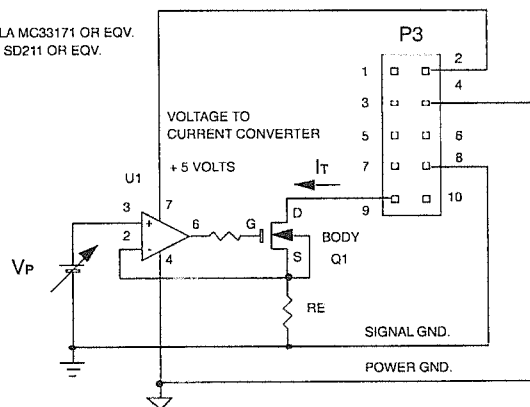 LA MC33171 OR EQV.
SD211 OR EQV.
P3
1 2
3 4
5 6
7 8
9 10
VOLTAGE TO
CURRENT CONVERTER
+ 5 VOLTS
IT
U1
3 7
2 6 G D
4 S
BODY
Q1
VP
RE
SIGNAL GND.
POWER GND.